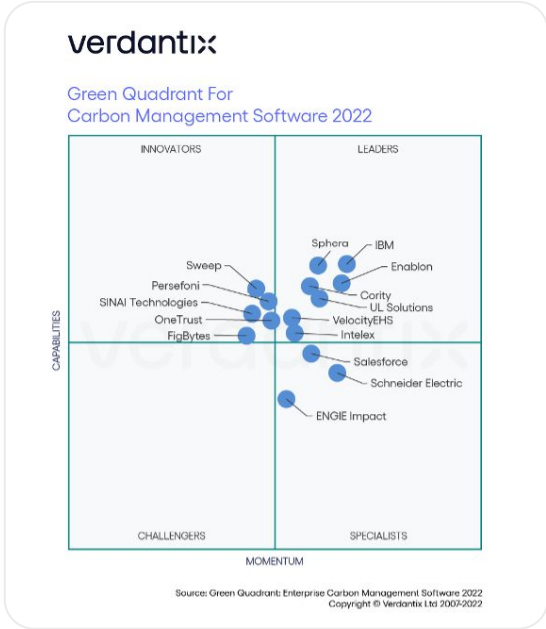 verdantix
Green Quadrant For
Carbon Management Software 2022
INNOVATORS
LEADERS
Sphera
IBM
Sweep
Enablon
Persefoni
Cority
SINAI Technologies
UL Solutions
OneTrust
VelocityEHS
FigBytes
Intelex
verdantix
Salesforce
Schneider Electric
ENGIE Impact
CAPABILITIES
CHALLENGERS
SPECIALISTS
MOMENTUM
Source: Green Quadrant: Enterprise Carbon Management Software 2022
Copyright © Verdantix Ltd 2007-2022